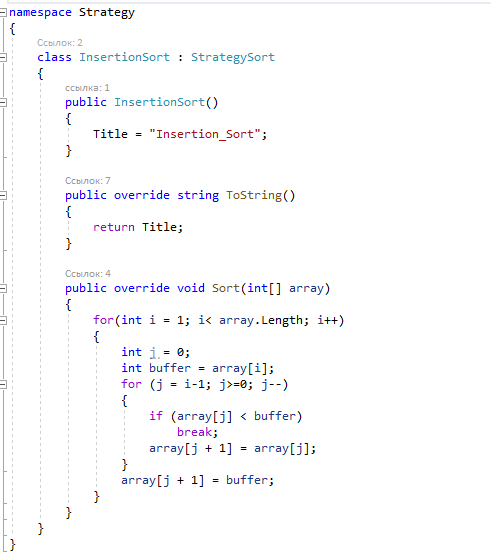 namespace Strategy
{
Ссылок: 2
class InsertionSort : StrategySort
{
ссылка: 1
public InsertionSort()
{
Title = "Insertion_Sort";
}
Ссылок: 7
public override string ToString()
{
return Title;
}
Ссылок: 4
public override void Sort(int[] array)
{
for(int i = 1; i< array.Length; i++)
{
int j = 0;
int buffer = array[i];
for (j = i-1; j>=0; j--)
{
if (array[j] < buffer)
break;
array[j + 1] = array[j];
}
array[j + 1] = buffer;
}
}
}
}